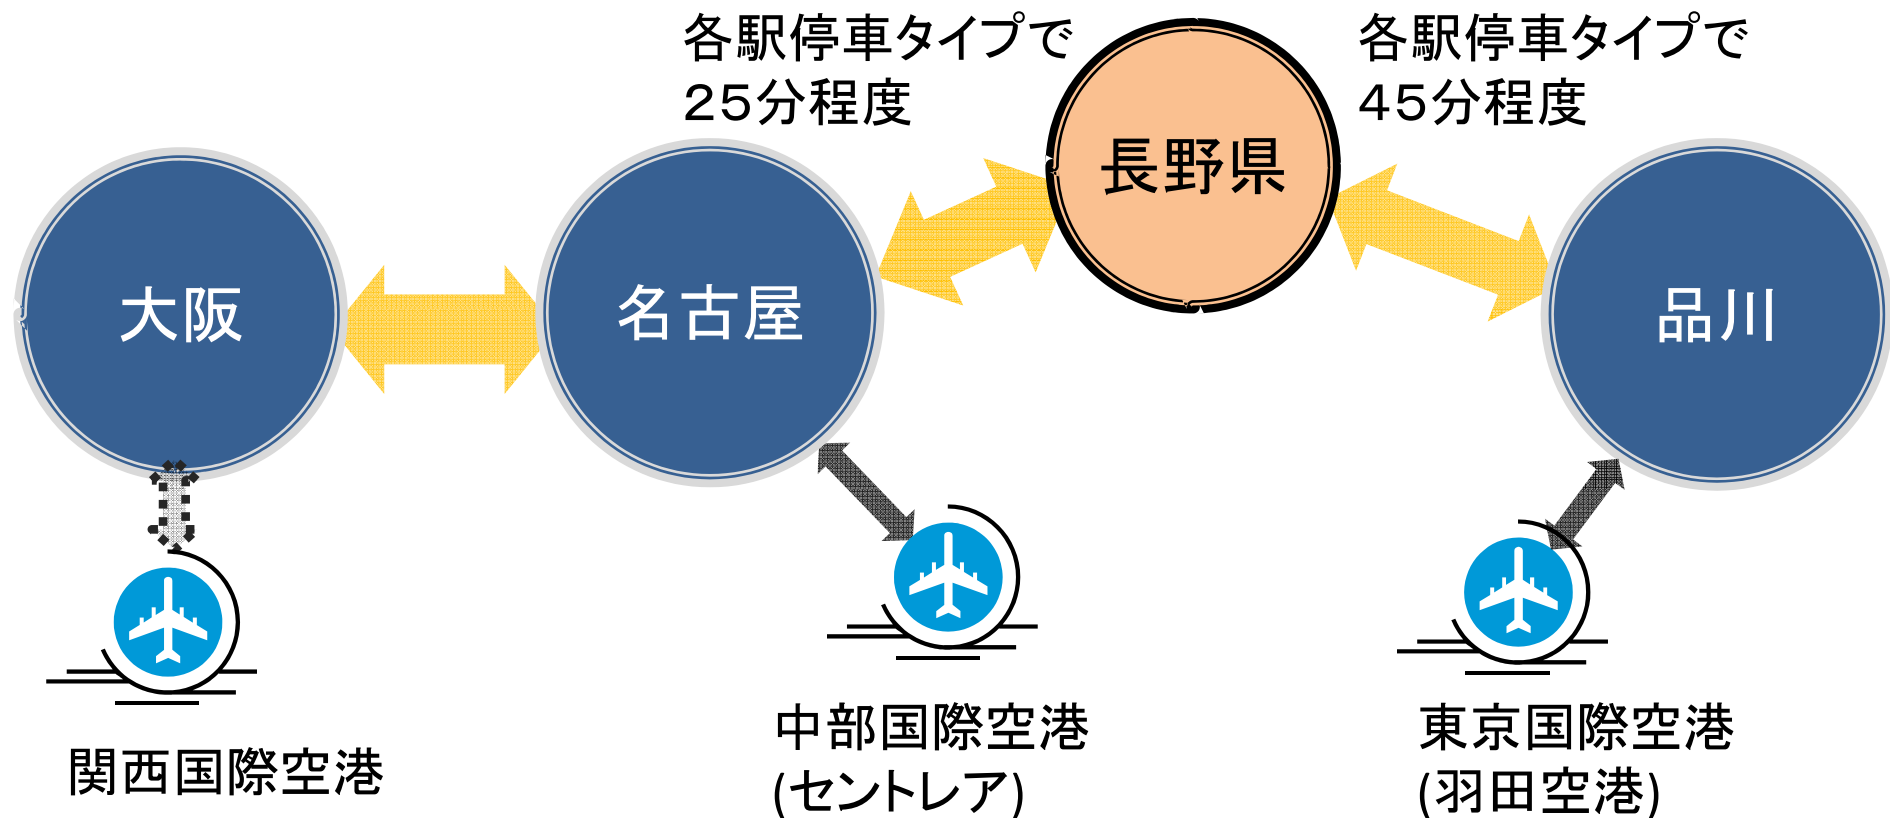 各駅停車タイプで
２５分程度
各駅停車タイプで
４５分程度
長野県
大阪
名古屋
品川
関西国際空港
中部国際空港
(セントレア)
東京国際空港
(羽田空港)